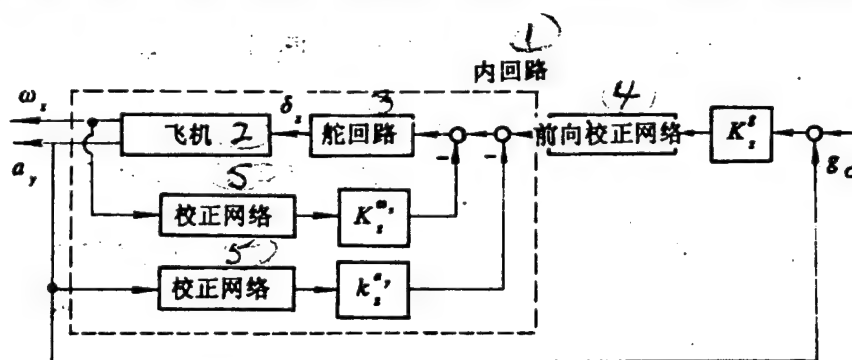 ①
内回路
ω_z
δ_z
3
4
飞机 2
舵回路
前向校正网络
K_z^g
a_y
g_c
5
校正网络
K_z^{ω_z}
5
校正网络
k_z^{a_y}